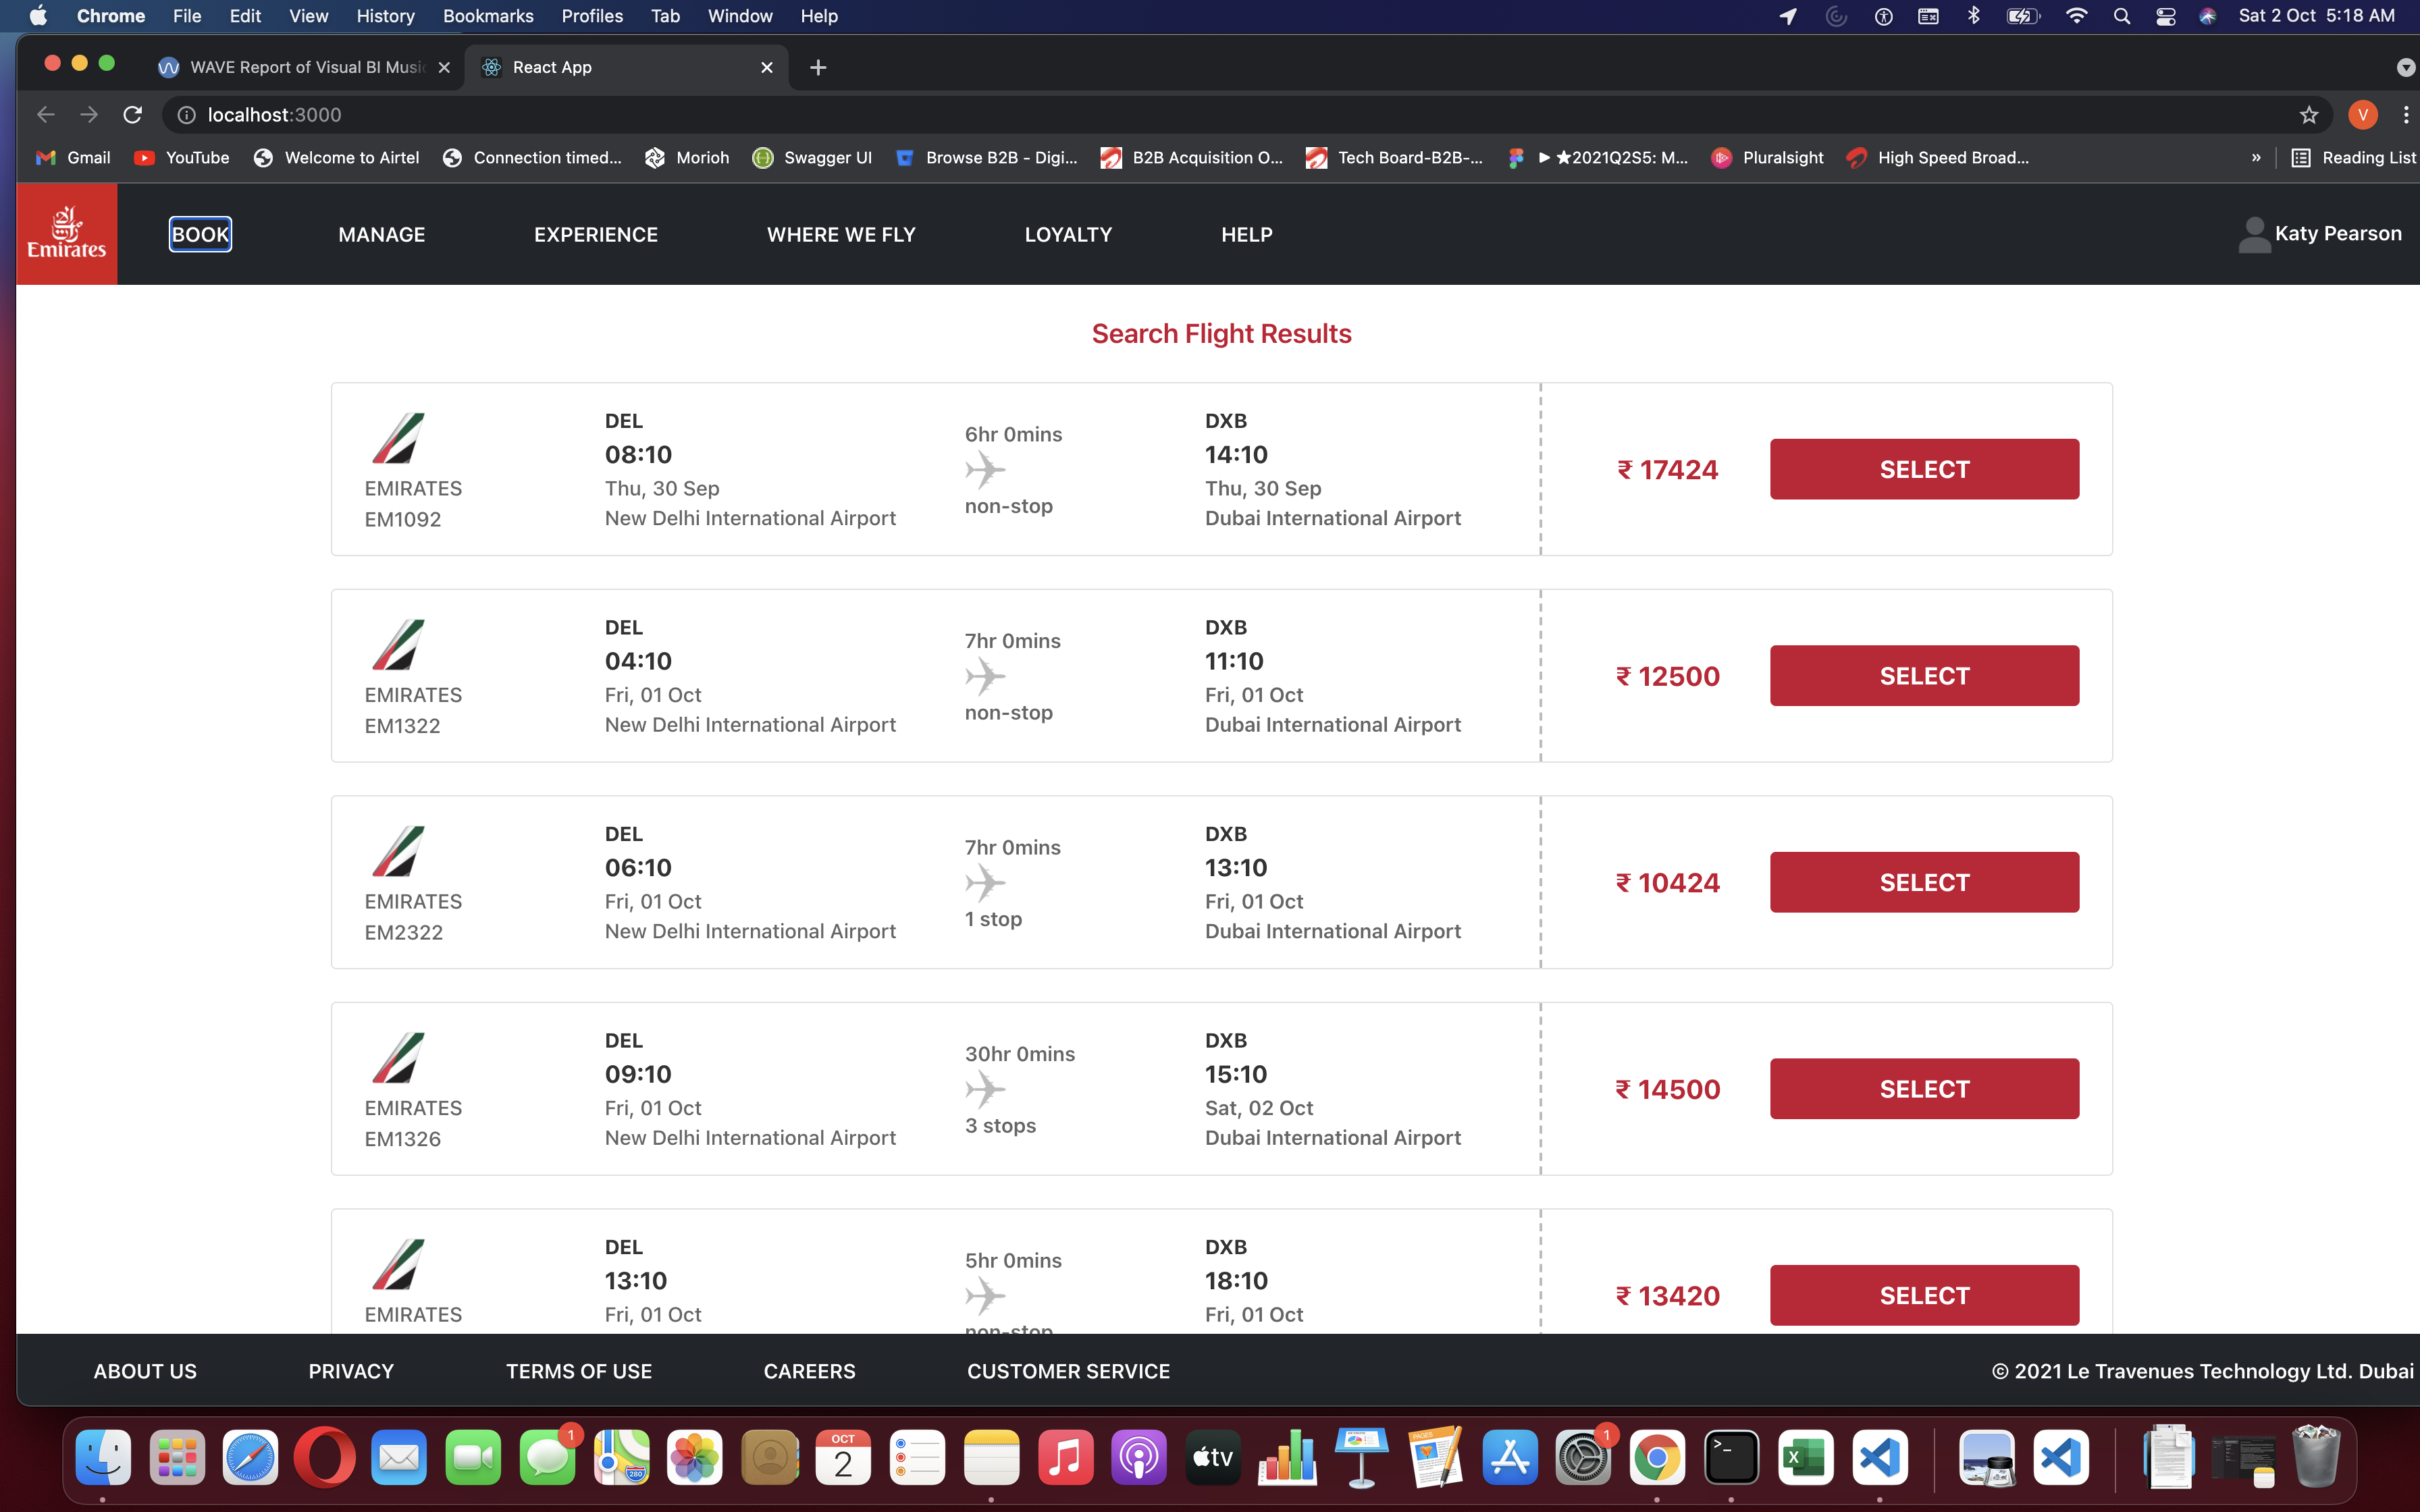 Chrome File Edit View History Bookmarks Profiles Tab Window Help
Sat 2 Oct 5:18 AM
WAVE Report of Visual BI Musi
React App
localhost:3000
V
Gmail YouTube Welcome to Airtel Connection timed... Morioh Swagger UI Browse B2B - Digi... B2B Acquisition O... Tech Board-B2B-... ▶ ★2021Q2S5: M... Pluralsight High Speed Broad... » Reading List
Emirates
BOOK MANAGE EXPERIENCE WHERE WE FLY LOYALTY HELP
Katy Pearson
Search Flight Results
EMIRATES
EM1092
DEL
08:10
Thu, 30 Sep
New Delhi International Airport
6hr 0mins
non-stop
DXB
14:10
Thu, 30 Sep
Dubai International Airport
₹ 17424
SELECT
EMIRATES
EM1322
DEL
04:10
Fri, 01 Oct
New Delhi International Airport
7hr 0mins
non-stop
DXB
11:10
Fri, 01 Oct
Dubai International Airport
₹ 12500
SELECT
EMIRATES
EM2322
DEL
06:10
Fri, 01 Oct
New Delhi International Airport
7hr 0mins
1 stop
DXB
13:10
Fri, 01 Oct
Dubai International Airport
₹ 10424
SELECT
EMIRATES
EM1326
DEL
09:10
Fri, 01 Oct
New Delhi International Airport
30hr 0mins
3 stops
DXB
15:10
Sat, 02 Oct
Dubai International Airport
₹ 14500
SELECT
EMIRATES
DEL
13:10
Fri, 01 Oct
5hr 0mins
non-stop
DXB
18:10
Fri, 01 Oct
₹ 13420
SELECT
ABOUT US PRIVACY TERMS OF USE CAREERS CUSTOMER SERVICE
© 2021 Le Travenues Technology Ltd. Dubai
1
280
OCT
2
tv
PAGES
1
>_
X